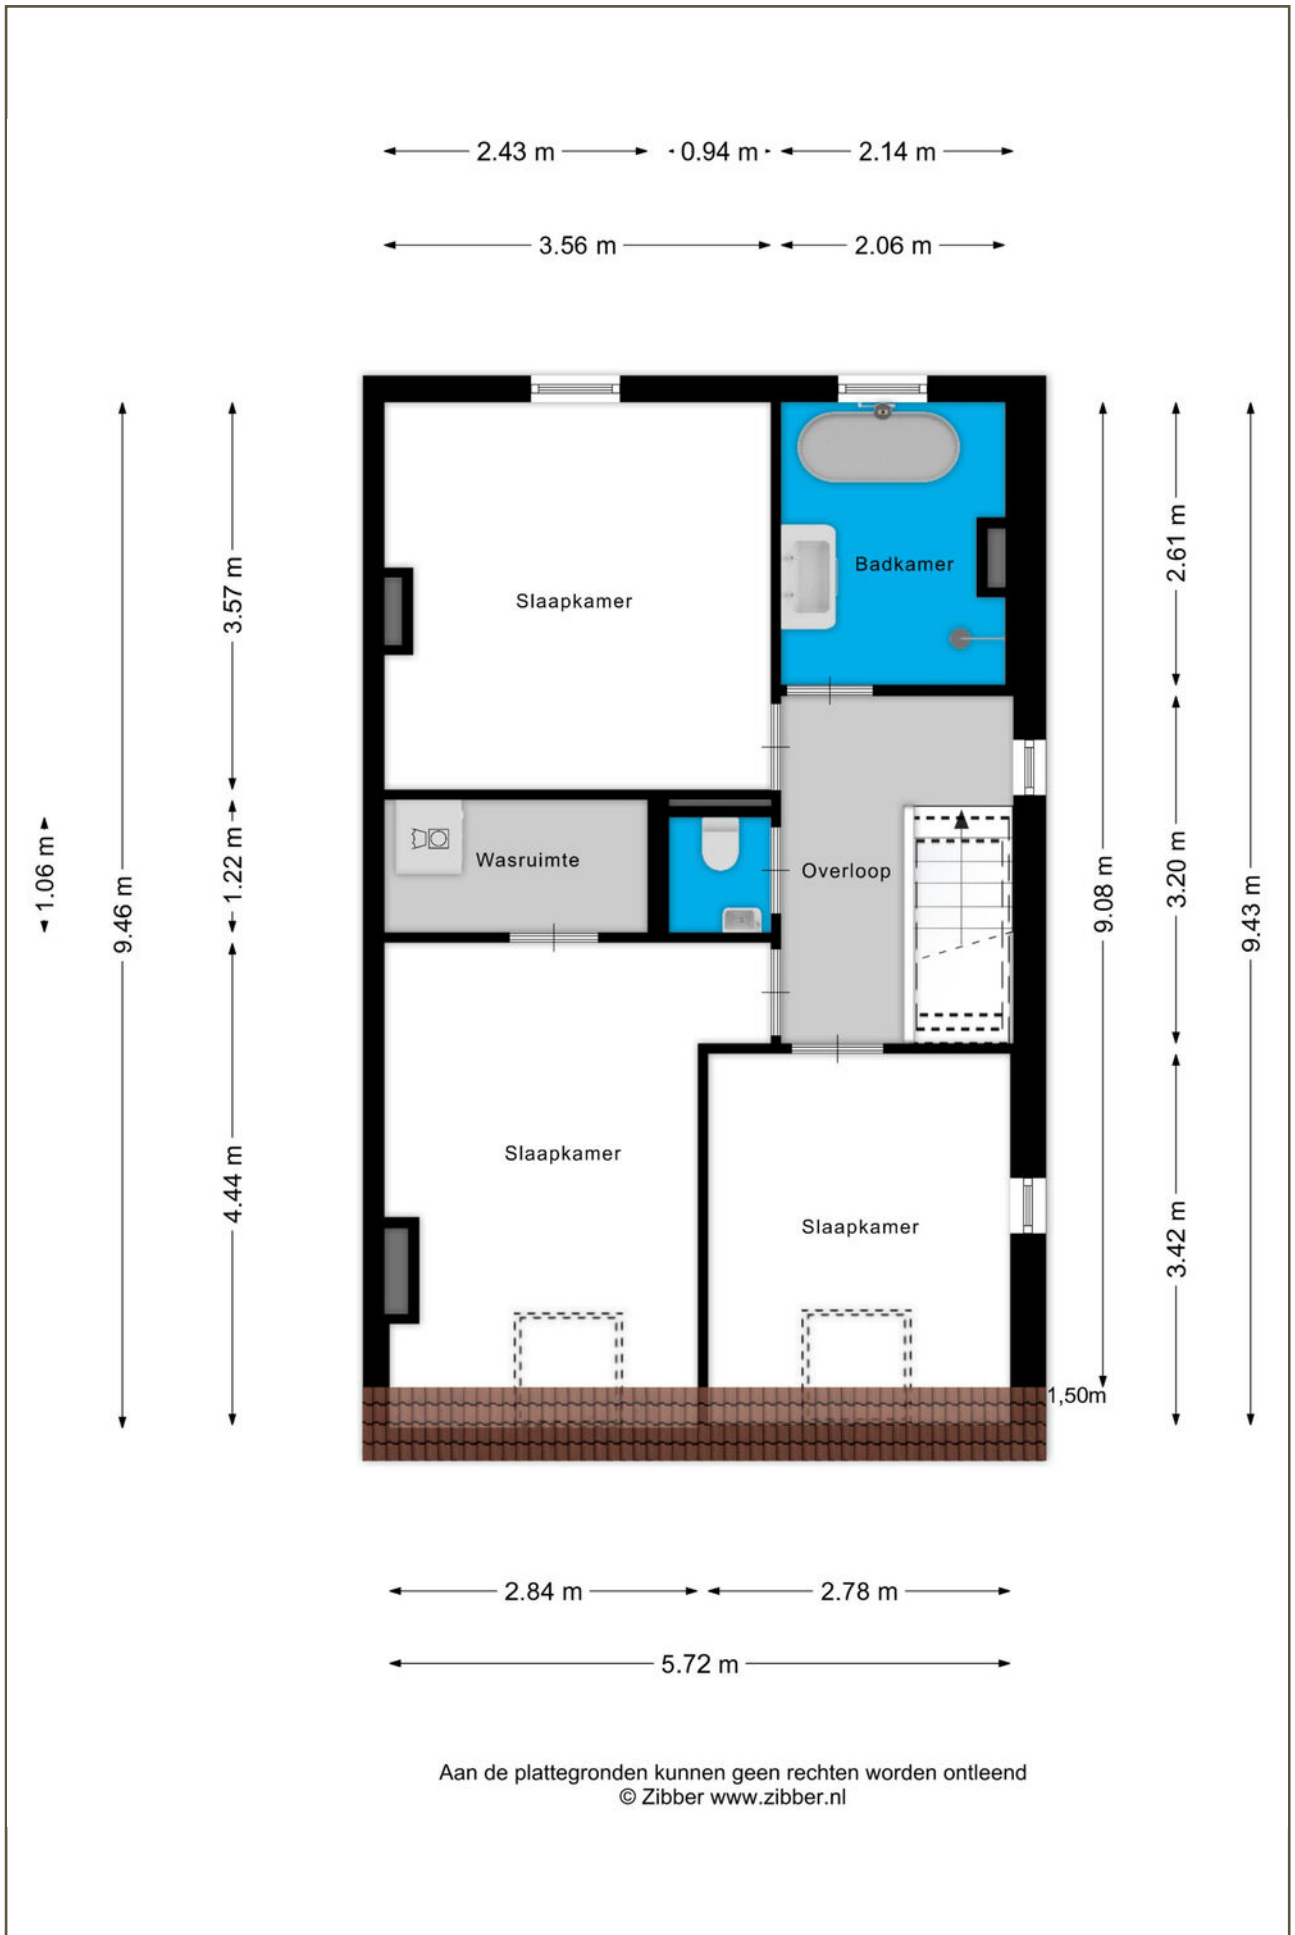 2.43 m 0.94 m 2.14 m
3.56 m 2.06 m
Slaapkamer
Badkamer
Wasruimte
Overloop
Slaapkamer
Slaapkamer
1.06 m
9.46 m
3.57 m
1.22 m
4.44 m
9.08 m
2.61 m
3.20 m
3.42 m
9.43 m
1,50m
2.84 m 2.78 m
5.72 m
Aan de plattegronden kunnen geen rechten worden ontleend
© Zibber www.zibber.nl